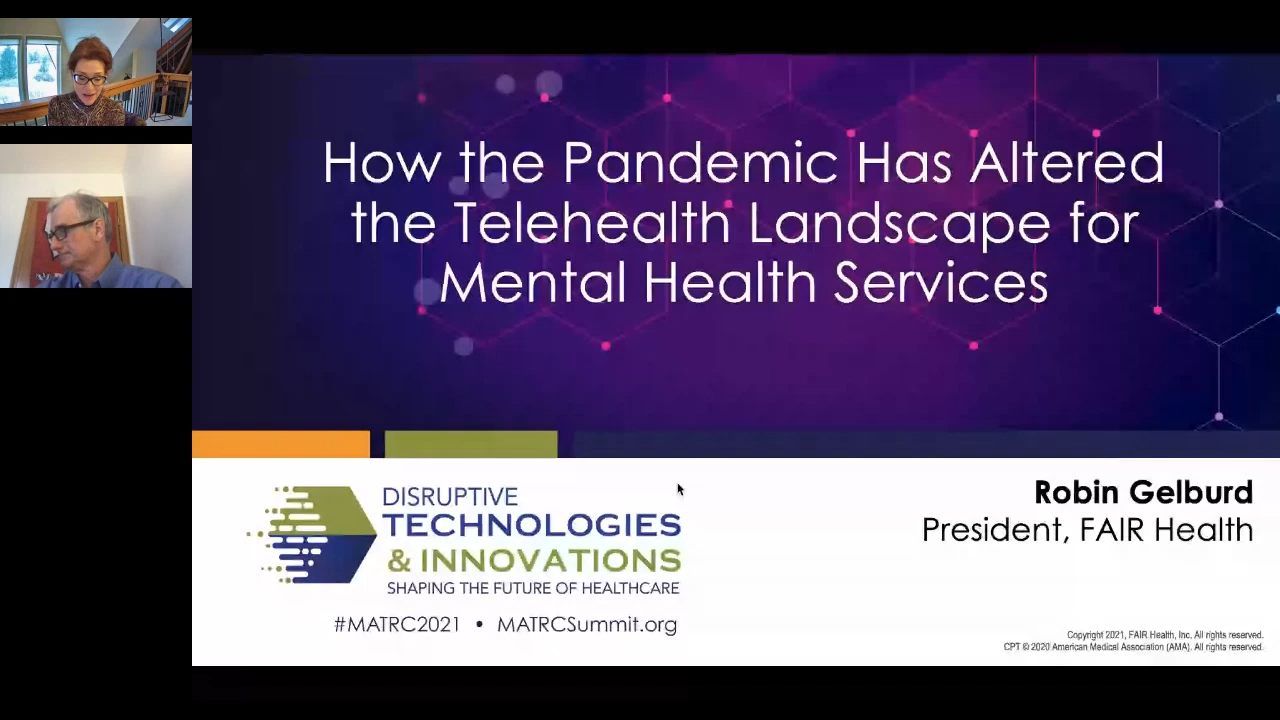 How the Pandemic Has Altered
the Telehealth Landscape for
Mental Health Services
DISRUPTIVE
TECHNOLOGIES
& INNOVATIONS
SHAPING THE FUTURE OF HEALTHCARE
#MATRC2021 • MATRCSummit.org
Robin Gelburd
President, FAIR Health
Copyright 2021, FAIR Health, Inc. All rights reserved.
CPT © 2020 American Medical Association (AMA). All rights reserved.